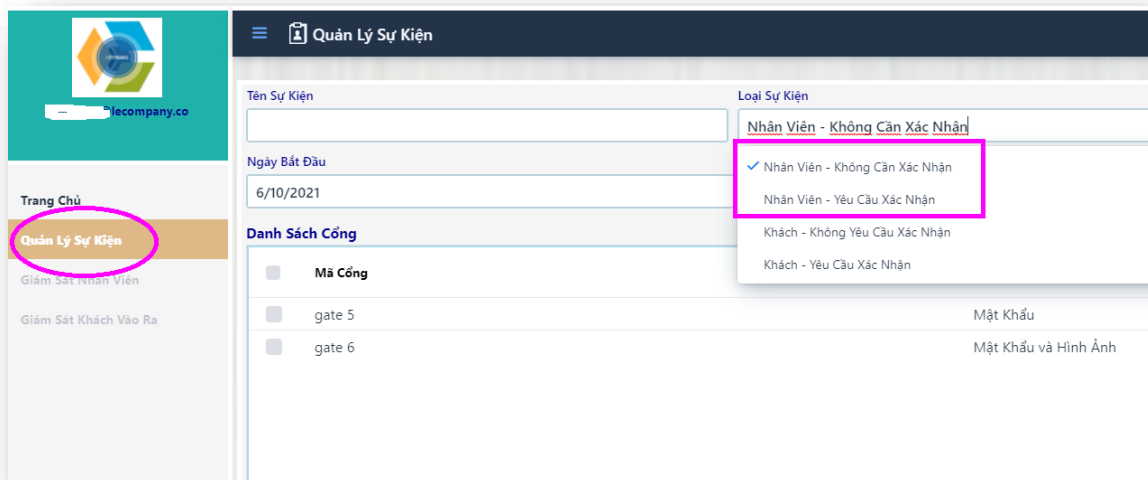 Quản Lý Sự Kiện
lecompany.co
Tên Sự Kiện
Loại Sự Kiện
Nhân Viên - Không Cần Xác Nhận
Ngày Bắt Đầu
6/10/2021
Nhân Viên - Không Cần Xác Nhận
Nhân Viên - Yêu Cầu Xác Nhận
Khách - Không Yêu Cầu Xác Nhận
Khách - Yêu Cầu Xác Nhận
Trang Chủ
Quản Lý Sự Kiện
Giám Sát Nhân Viên
Giám Sát Khách Vào Ra
Danh Sách Cổng
Mã Cổng
gate 5 Mật Khẩu
gate 6 Mật Khẩu và Hình Ảnh